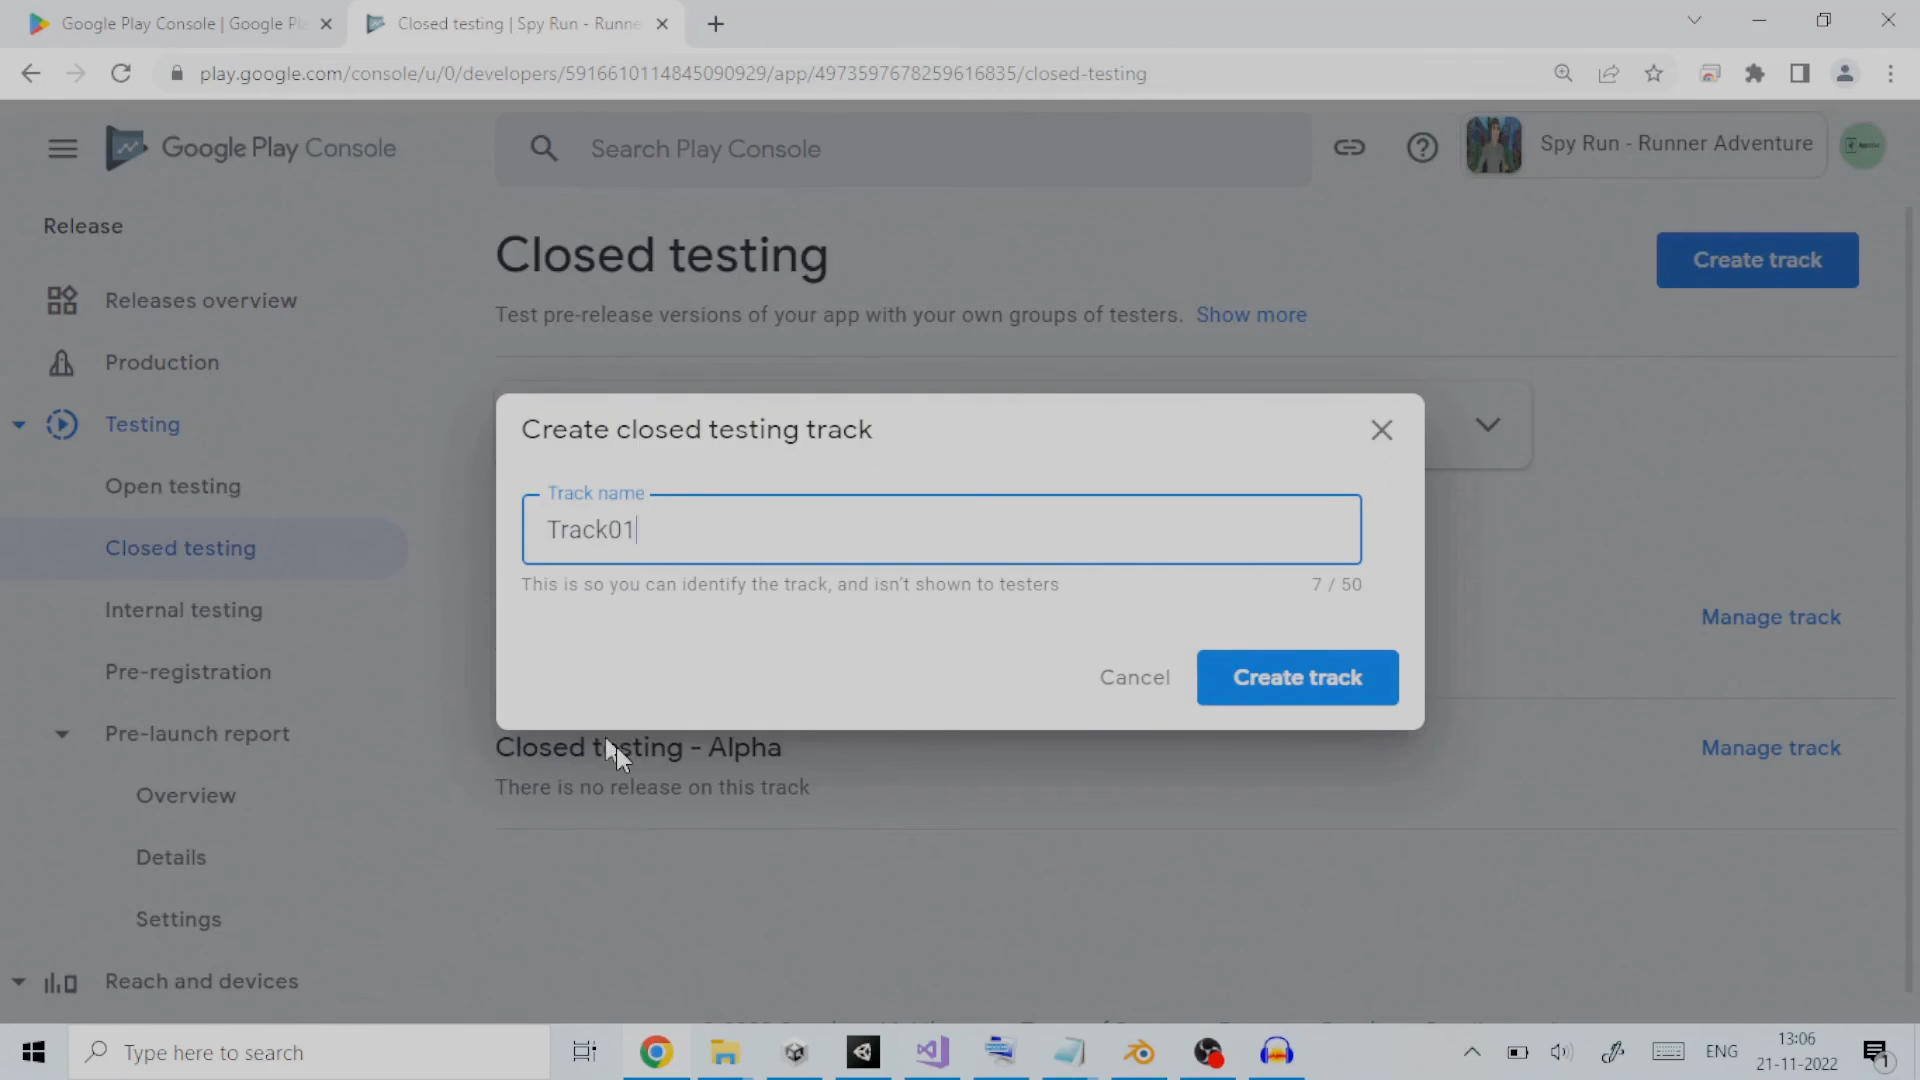 Google Play Console | Google Pl
Closed testing | Spy Run - Runne
play.google.com/console/u/0/developers/5916610114845090929/app/4973597678259616835/closed-testing
Google Play Console
Search Play Console
Spy Run - Runner Adventure
Release
Releases overview
Production
Testing
Open testing
Closed testing
Internal testing
Pre-registration
Pre-launch report
Overview
Details
Settings
Reach and devices
Closed testing
Create track
Test pre-release versions of your app with your own groups of testers. Show more
Create closed testing track
Track name
Track01
This is so you can identify the track, and isn't shown to testers
7 / 50
Cancel
Create track
Manage track
Closed testing - Alpha
Manage track
There is no release on this track
Type here to search
ENG
13:06
21-11-2022
1